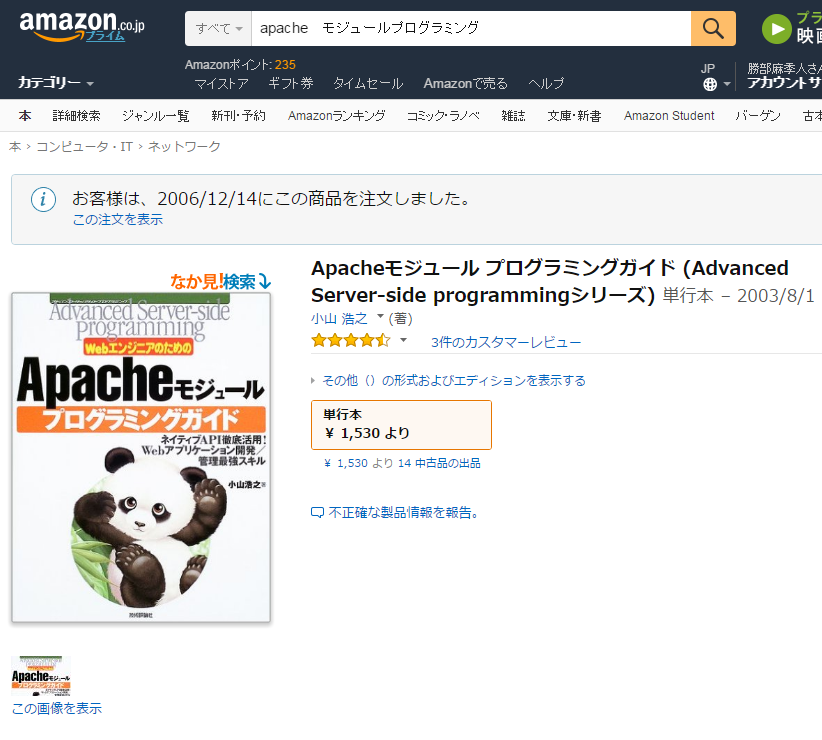 amazon.co.jp
プライム
すべて
apache モジュールプログラミング
プラ
映画
Amazonポイント: 235
カテゴリー
マイストア ギフト券 タイムセール Amazonで売る ヘルプ
JP
勝部麻季人さん
アカウントサ
本 詳細検索 ジャンル一覧 新刊・予約 Amazonランキング コミック・ラノベ 雑誌 文庫・新書 Amazon Student バーゲン 古本
本 › コンピュータ・IT › ネットワーク
お客様は、2006/12/14にこの商品を注文しました。
この注文を表示
なか見!検索
Advanced Server-side
Programming
Webエンジニアのための
Apacheモジュール
プログラミングガイド
ネイティブAPI徹底活用!
Webアプリケーション開発/
管理最強スキル
小山浩之 著
技術評論社
Apacheモジュール プログラミングガイド (Advanced
Server-side programmingシリーズ) 単行本 – 2003/8/1
小山 浩之 (著)
3件のカスタマーレビュー
その他（）の形式およびエディションを表示する
単行本
¥ 1,530 より
¥ 1,530 より 14 中古品の出品
不正確な製品情報を報告。
Apacheモジュール
プログラミングガイド
この画像を表示